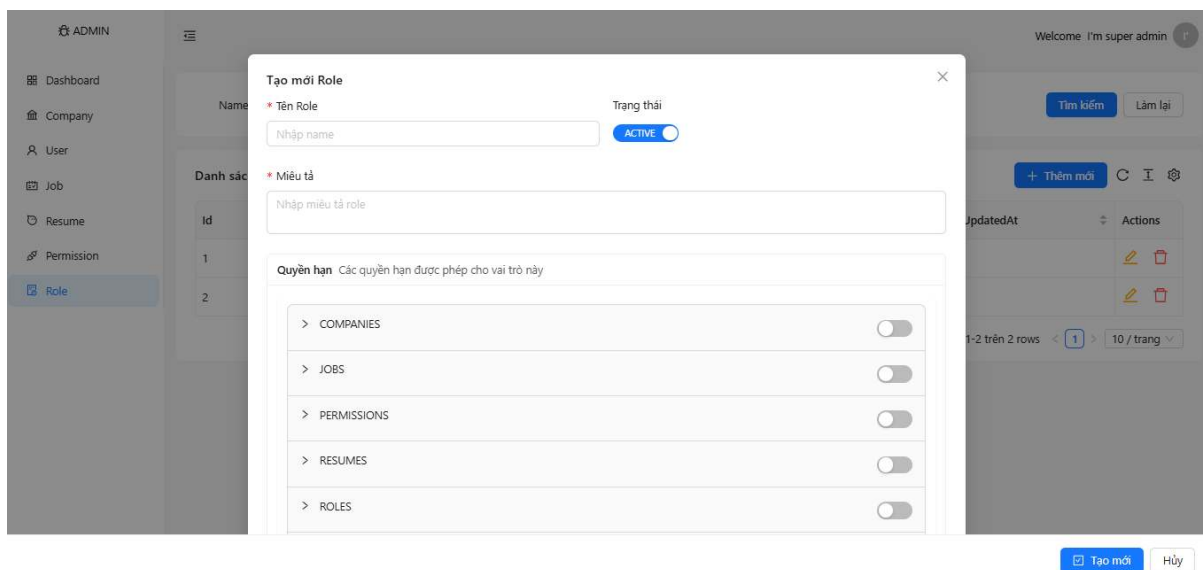 ADMIN
Welcome I'm super admin
r
Dashboard
Company
User
Job
Resume
Permission
Role
Name
Tìm kiếm
Làm lại
Danh sác
+ Thêm mới
Id
UpdatedAt
Actions
1
2
1-2 trên 2 rows < 1 > 10 / trang
Tạo mới Role
* Tên Role
Trạng thái
Nhập name
ACTIVE
* Miêu tả
Nhập miêu tả role
Quyền hạn Các quyền hạn được phép cho vai trò này
> COMPANIES
> JOBS
> PERMISSIONS
> RESUMES
> ROLES
Tạo mới
Hủy